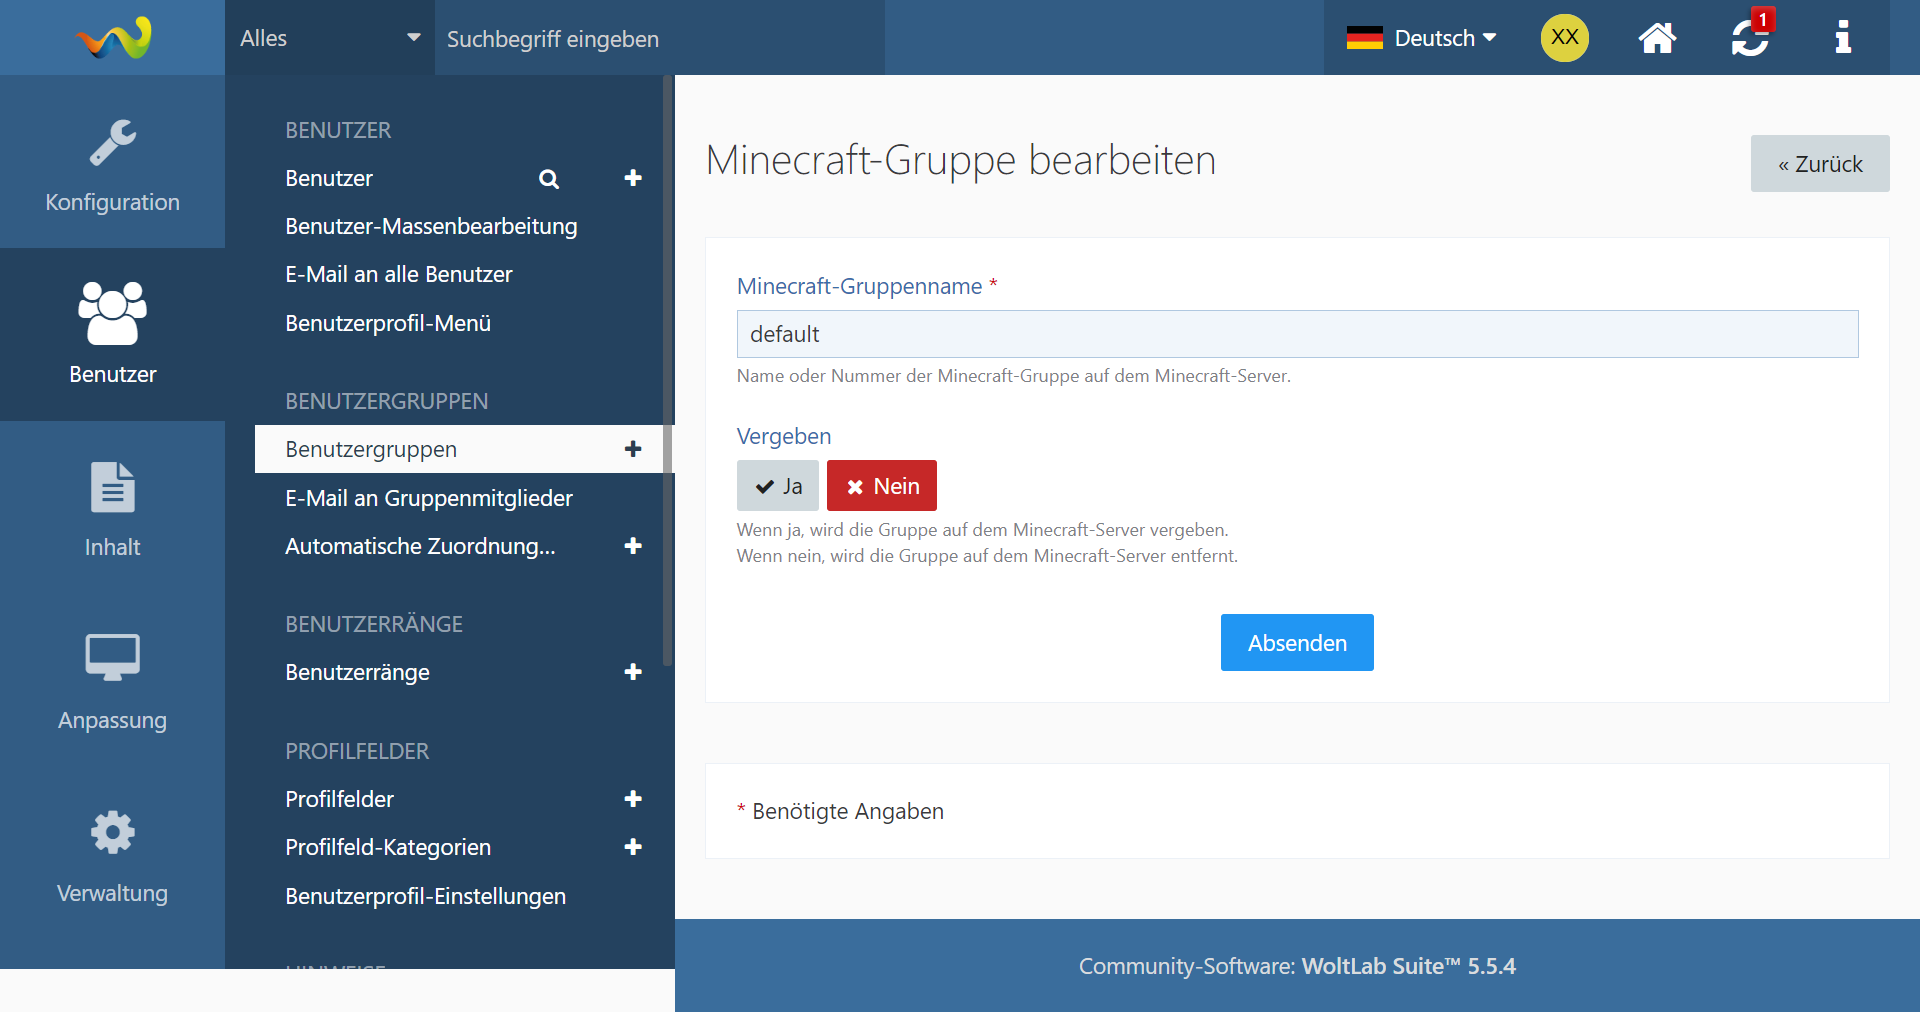 Alles
Suchbegriff eingeben
Deutsch
XX
1
Konfiguration
Benutzer
Inhalt
Anpassung
Verwaltung
BENUTZER
Benutzer
Benutzer-Massenbearbeitung
E-Mail an alle Benutzer
Benutzerprofil-Menü
BENUTZERGRUPPEN
Benutzergruppen
E-Mail an Gruppenmitglieder
Automatische Zuordnung...
BENUTZERRÄNGE
Benutzerränge
PROFILFELDER
Profilfelder
Profilfeld-Kategorien
Benutzerprofil-Einstellungen
Minecraft-Gruppe bearbeiten
« Zurück
Minecraft-Gruppenname *
default
Name oder Nummer der Minecraft-Gruppe auf dem Minecraft-Server.
Vergeben
Ja
Nein
Wenn ja, wird die Gruppe auf dem Minecraft-Server vergeben.
Wenn nein, wird die Gruppe auf dem Minecraft-Server entfernt.
Absenden
* Benötigte Angaben
Community-Software: WoltLab Suite™ 5.5.4